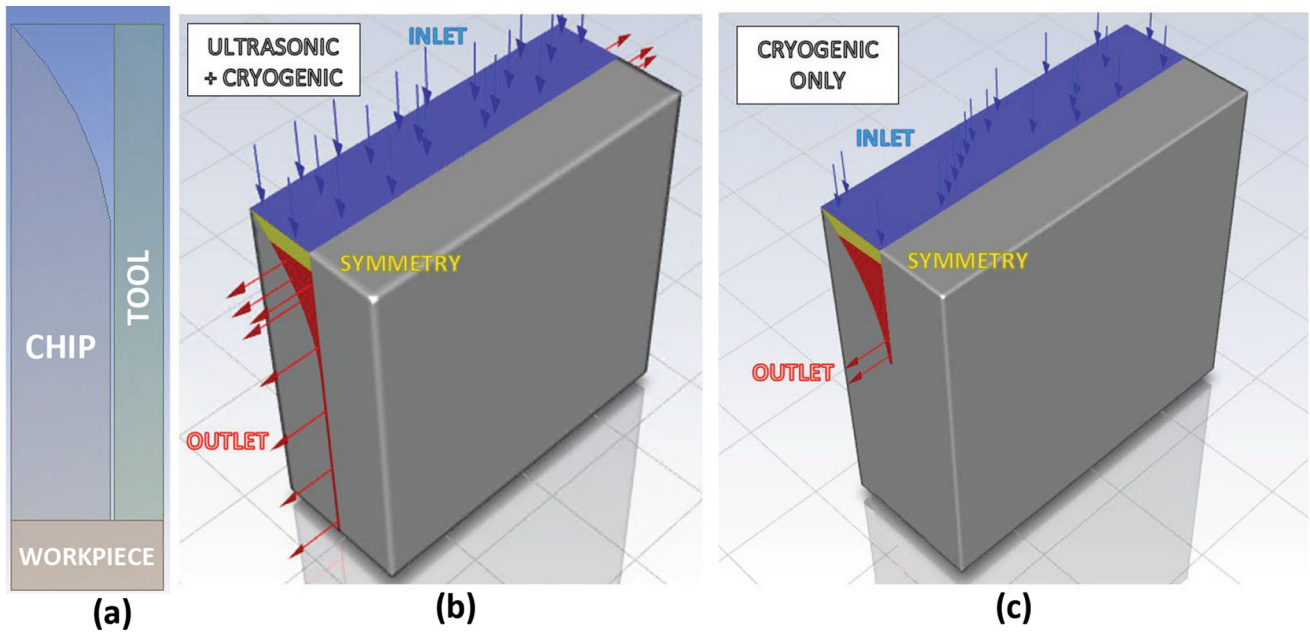 CHIP
TOOL
WORKPIECE
(a)
ULTRASONIC
+ CRYOGENIC
INLET
SYMMETRY
OUTLET
(b)
CRYOGENIC
ONLY
INLET
SYMMETRY
OUTLET
(c)